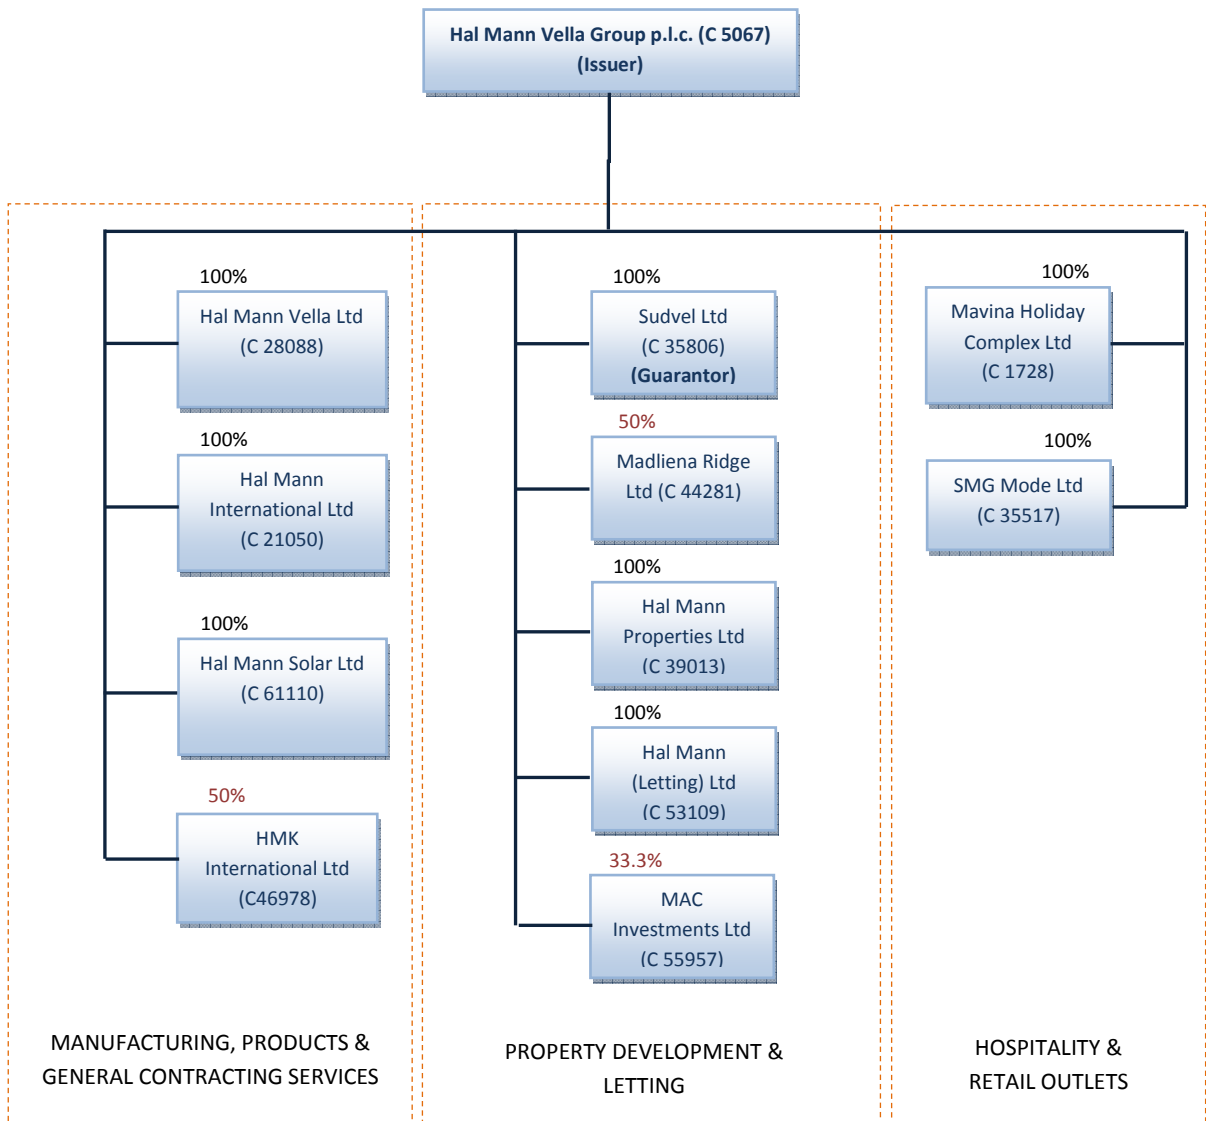 Hal Mann Vella Group p.l.c. (C 5067)
(Issuer)
100%
Hal Mann Vella Ltd
(C 28088)
100%
Hal Mann
International Ltd
(C 21050)
100%
Hal Mann Solar Ltd
(C 61110)
50%
HMK
International Ltd
(C46978)
MANUFACTURING, PRODUCTS &
GENERAL CONTRACTING SERVICES
100%
Sudvel Ltd
(C 35806)
(Guarantor)
50%
Madliena Ridge
Ltd (C 44281)
100%
Hal Mann
Properties Ltd
(C 39013)
100%
Hal Mann
(Letting) Ltd
(C 53109)
33.3%
MAC
Investments Ltd
(C 55957)
PROPERTY DEVELOPMENT &
LETTING
100%
Mavina Holiday
Complex Ltd
(C 1728)
100%
SMG Mode Ltd
(C 35517)
HOSPITALITY &
RETAIL OUTLETS